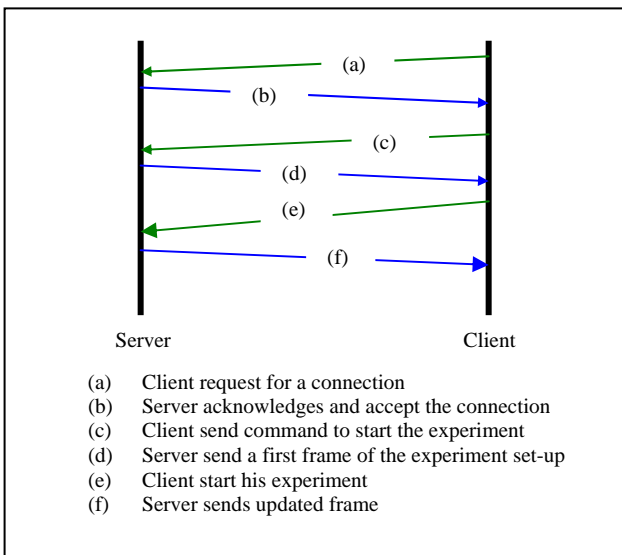 (a)
(b)
(c)
(d)
(e)
(f)
Server Client
(a) Client request for a connection
(b) Server acknowledges and accept the connection
(c) Client send command to start the experiment
(d) Server send a first frame of the experiment set-up
(e) Client start his experiment
(f) Server sends updated frame